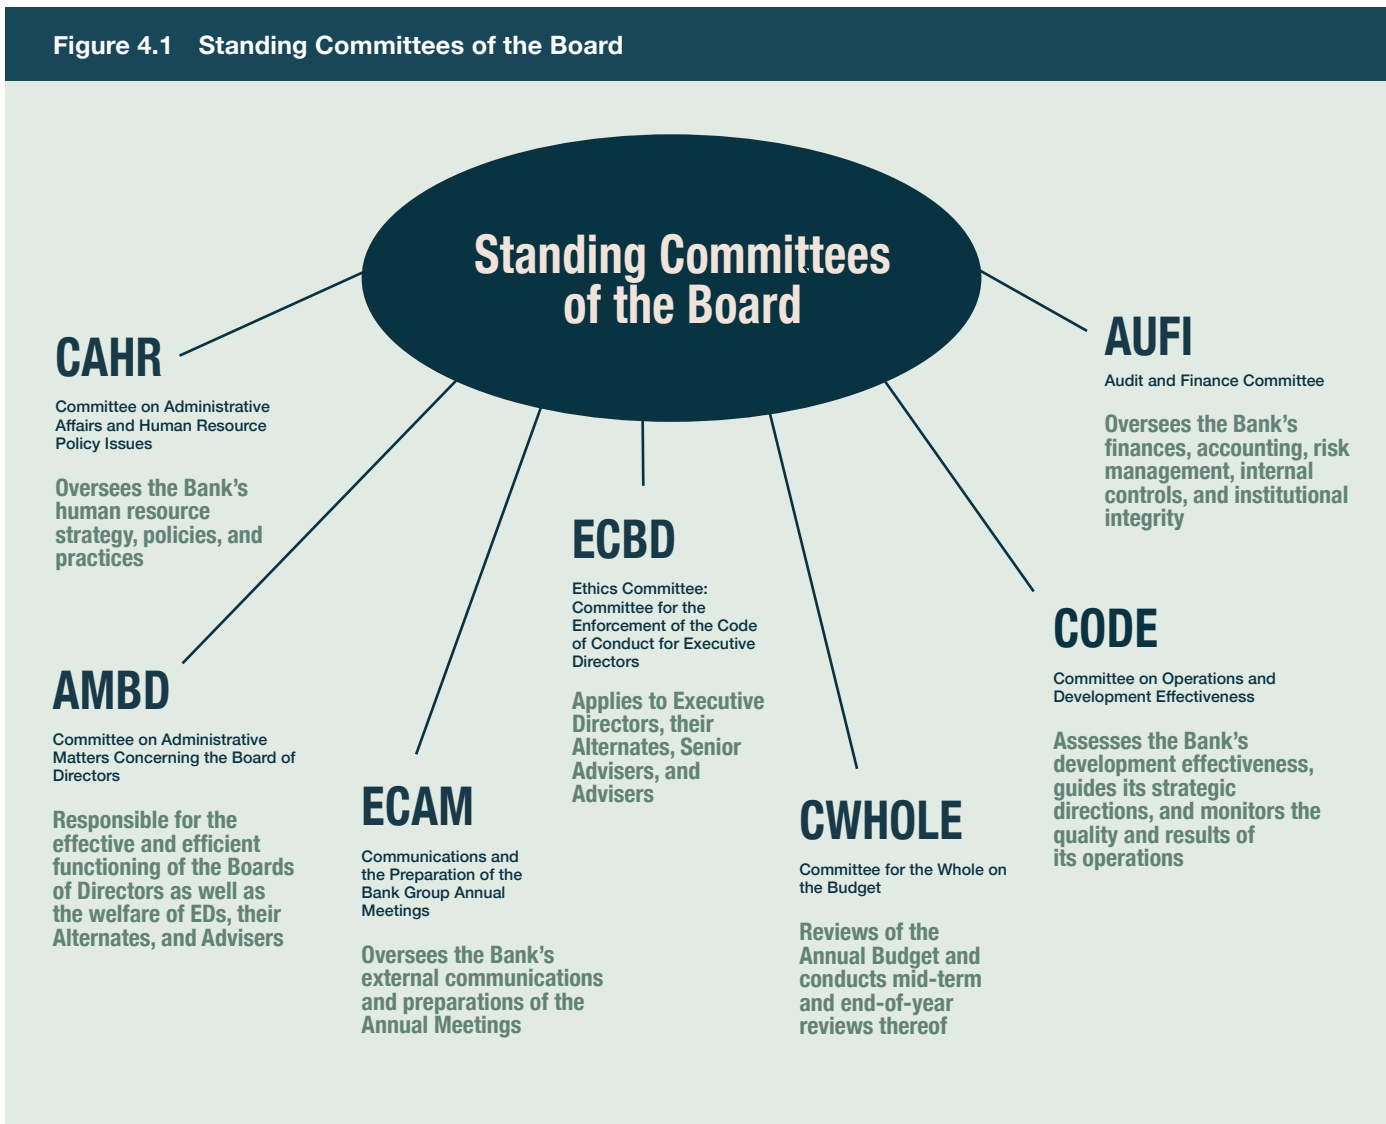 Figure 4.1 Standing Committees of the Board
Standing Committees
of the Board
CAHR
Committee on Administrative
Affairs and Human Resource
Policy Issues
Oversees the Bank's
human resource
strategy, policies, and
practices
AMBD
Committee on Administrative
Matters Concerning the Board of
Directors
Responsible for the
effective and efficient
functioning of the Boards
of Directors as well as
the welfare of EDs, their
Alternates, and Advisers
ECAM
Communications and
the Preparation of the
Bank Group Annual
Meetings
Oversees the Bank's
external communications
and preparations of the
Annual Meetings
ECBD
Ethics Committee:
Committee for the
Enforcement of the Code
of Conduct for Executive
Directors
Applies to Executive
Directors, their
Alternates, Senior
Advisers, and
Advisers
CWHOLE
Committee for the Whole on
the Budget
Reviews of the
Annual Budget and
conducts mid-term
and end-of-year
reviews thereof
CODE
Committee on Operations and
Development Effectiveness
Assesses the Bank's
development effectiveness,
guides its strategic
directions, and monitors the
quality and results of
its operations
AUFI
Audit and Finance Committee
Oversees the Bank's
finances, accounting, risk
management, internal
controls, and institutional
integrity